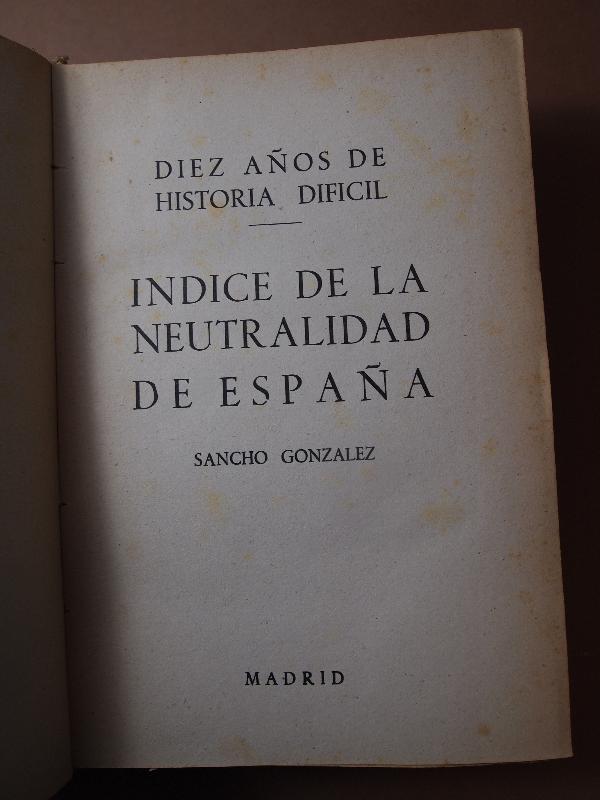 DIEZ AÑOS DE
HISTORIA DIFICIL
INDICE DE LA
NEUTRALIDAD
DE ESPAÑA
SANCHO GONZALEZ
MADRID